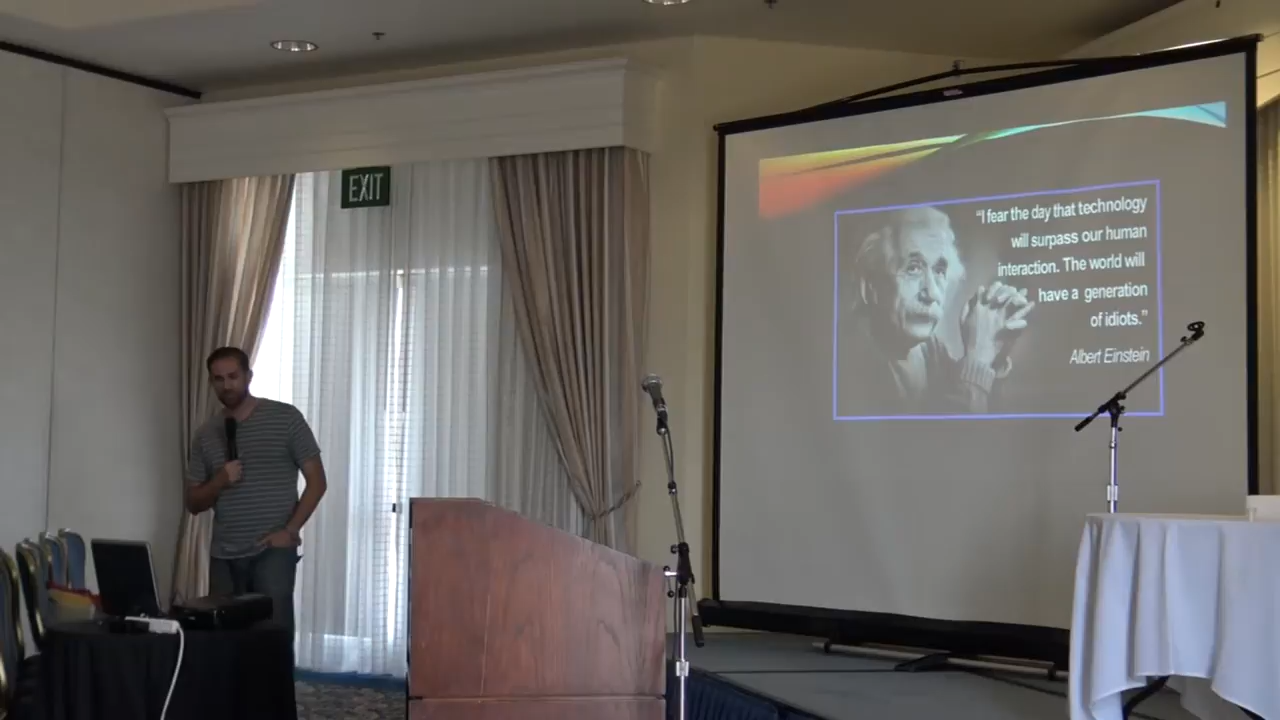 EXIT
“I fear the day that technology
will surpass our human
interaction. The world will
have a generation
of idiots.”
Albert Einstein